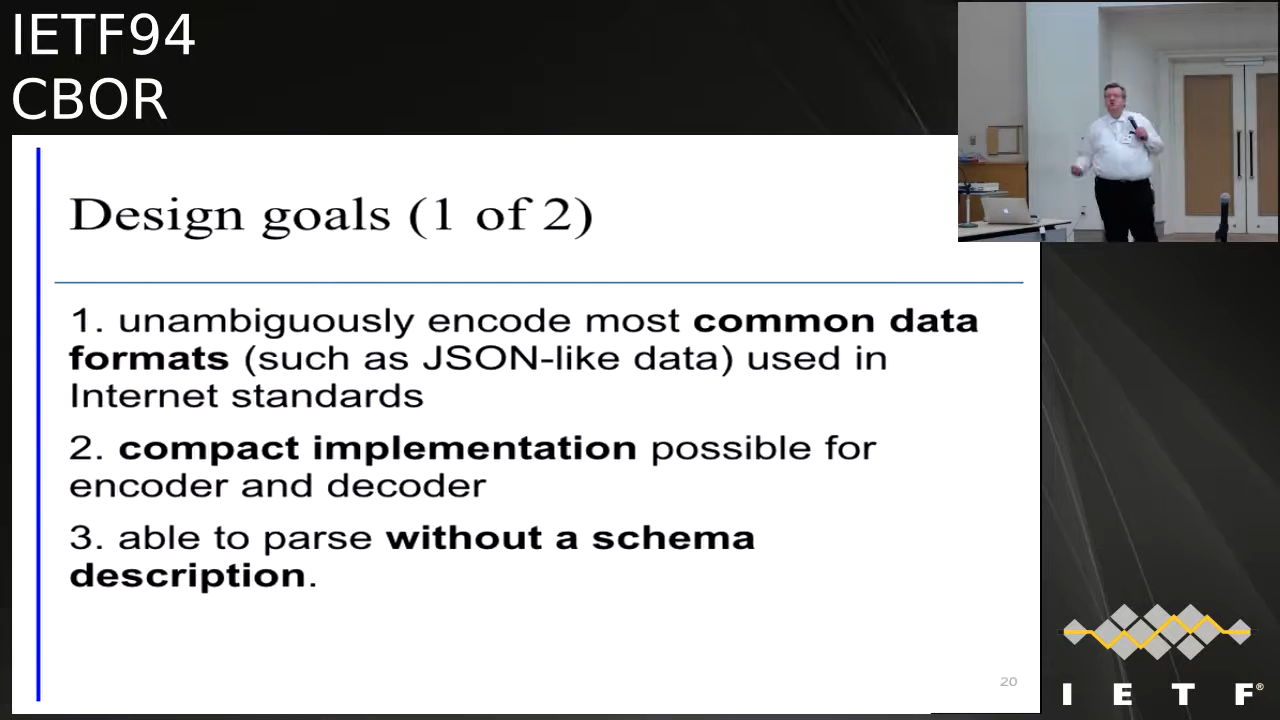 IETF94
CBOR
Design goals (1 of 2)
1. unambiguously encode most common data
formats (such as JSON-like data) used in
Internet standards
2. compact implementation possible for
encoder and decoder
3. able to parse without a schema
description.
20
I E T F®